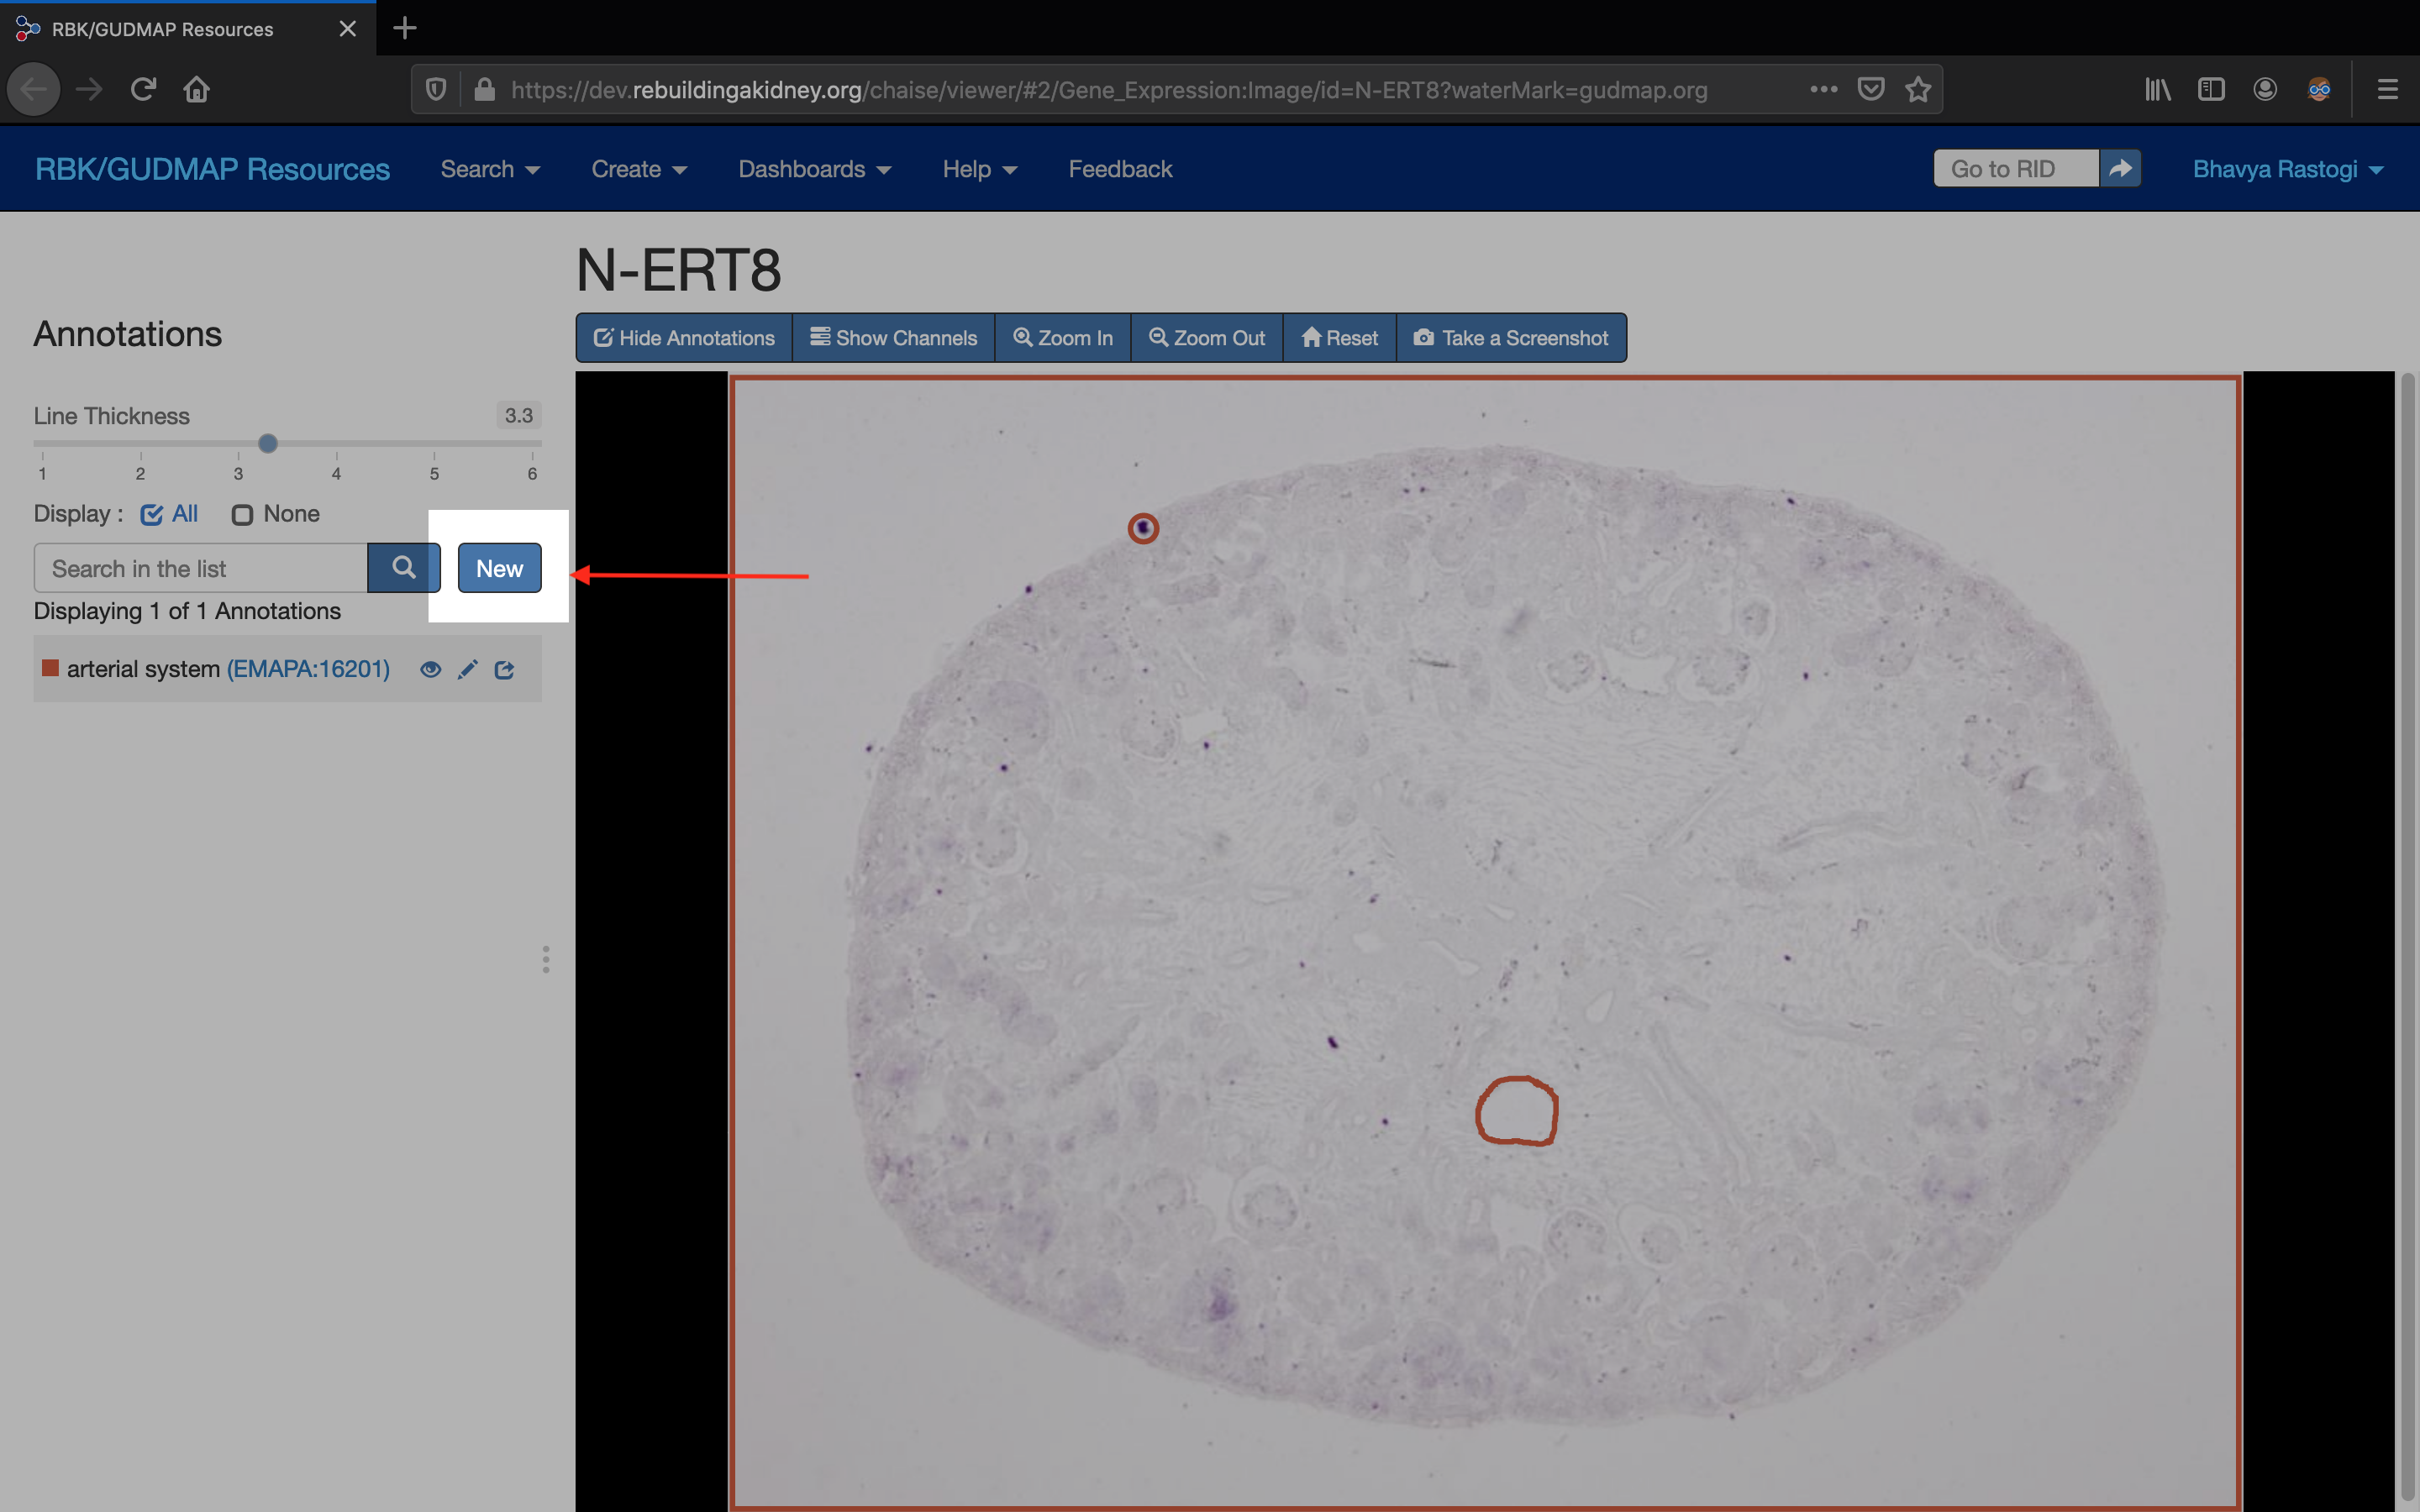 RBK/GUDMAP Resources
https://dev.rebuildingakidney.org/chaise/viewer/#2/Gene_Expression:Image/id=N-ERT8?waterMark=gudmap.org
RBK/GUDMAP Resources Search Create Dashboards Help Feedback Go to RID Bhavya Rastogi
N-ERT8
Annotations
Hide Annotations Show Channels Zoom In Zoom Out Reset Take a Screenshot
Line Thickness 3.3
1 2 3 4 5 6
Display : All None
Search in the list New
Displaying 1 of 1 Annotations
arterial system (EMAPA:16201)